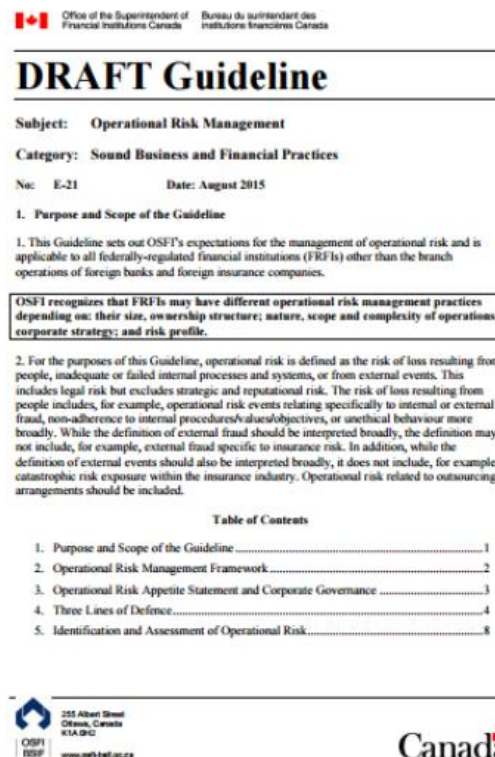 Office of the Superintendent of Bureau du surintendant des
Financial Institutions Canada institutions financières Canada
DRAFT Guideline
Subject: Operational Risk Management
Category: Sound Business and Financial Practices
No: E-21 Date: August 2015
1. Purpose and Scope of the Guideline
1. This Guideline sets out OSFI's expectations for the management of operational risk and is
applicable to all federally-regulated financial institutions (FRFIs) other than the branch
operations of foreign banks and foreign insurance companies.
OSFI recognizes that FRFIs may have different operational risk management practices
depending on: their size, ownership structure; nature, scope and complexity of operations
corporate strategy; and risk profile.
2. For the purposes of this Guideline, operational risk is defined as the risk of loss resulting from
people, inadequate or failed internal processes and systems, or from external events. This
includes legal risk but excludes strategic and reputational risk. The risk of loss resulting from
people includes, for example, operational risk events relating specifically to internal or external
fraud, non-adherence to internal procedures/values/objectives, or unethical behaviour more
broadly. While the definition of external fraud should be interpreted broadly, the definition may
not include, for example, external fraud specific to insurance risk. In addition, while the
definition of external events should also be interpreted broadly, it does not include, for example
catastrophic risk exposure within the insurance industry. Operational risk related to outsourcing
arrangements should be included.
Table of Contents
1. Purpose and Scope of the Guideline 1
2. Operational Risk Management Framework 2
3. Operational Risk Appetite Statement and Corporate Governance 3
4. Three Lines of Defence 4
5. Identification and Assessment of Operational Risk 8
255 Albert Street
Ottawa, Canada
K1A 0H2
OSFI
BSIF
www.osfi-bsif.gc.ca
Canada